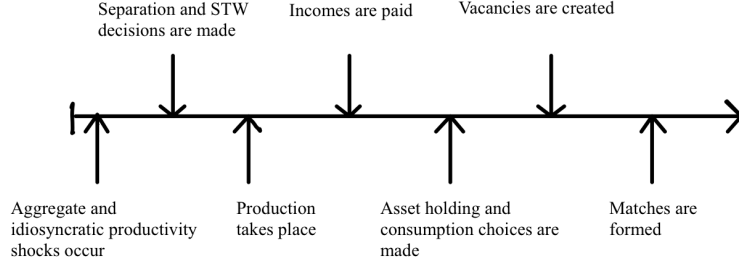 Separation and STW
decisions are made
Incomes are paid
Vacancies are created
Aggregate and
idiosyncratic productivity
shocks occur
Production
takes place
Asset holding and
consumption choices are
made
Matches are
formed